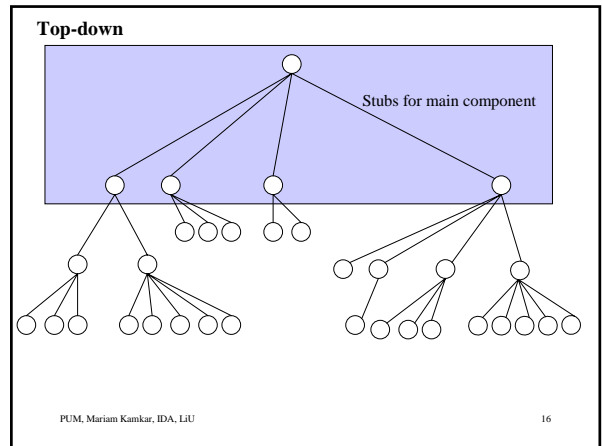 Top-down
Stubs for main component
PUM, Mariam Kamkar, IDA, LiU 16